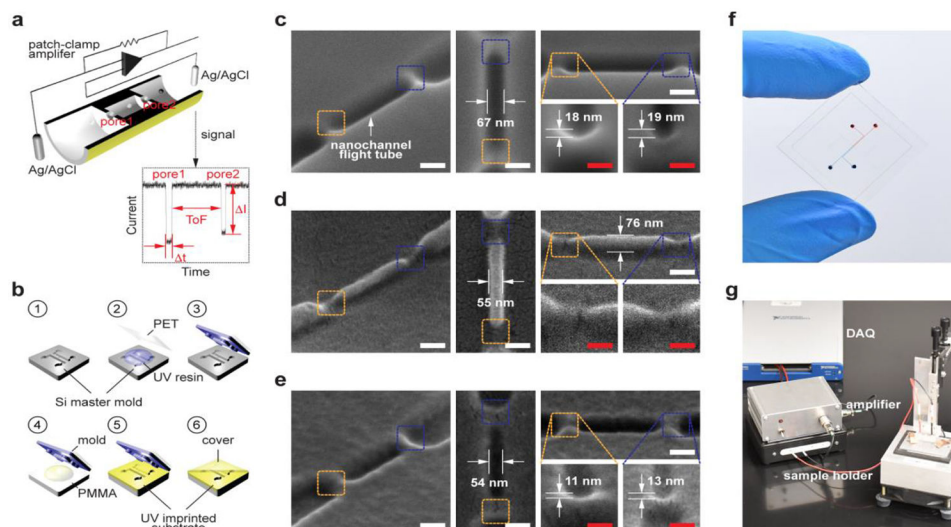 a
patch-clamp
amplifer
Ag/AgCl
pore1
pore2
signal
Ag/AgCl
pore1 pore2
Current
ToF
ΔI
Δt
Time
b
1
2
3
PET
UV resin
Si master mold
4
mold
5
6
cover
PMMA
UV imprinted
substrate
c
nanochannel
flight tube
67 nm
18 nm
19 nm
d
55 nm
76 nm
e
54 nm
11 nm
13 nm
f
g
DAQ
amplifier
sample holder